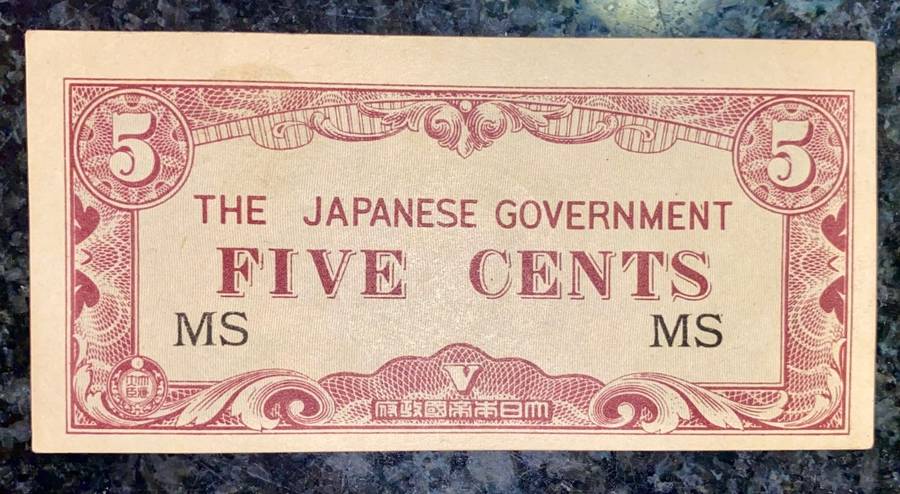 5 5
THE JAPANESE GOVERNMENT
FIVE CENTS
MS MS
V
大日本帝國政府